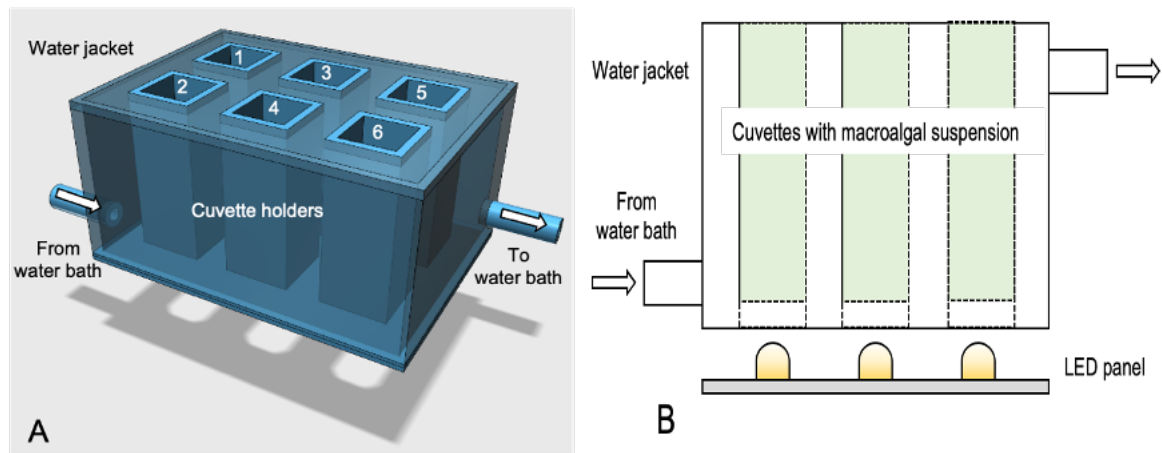 Water jacket
1
3
5
2
4
6
Cuvette holders
From
water bath
To
water bath
A
Water jacket
Cuvettes with macroalgal suspension
From
water bath
LED panel
B